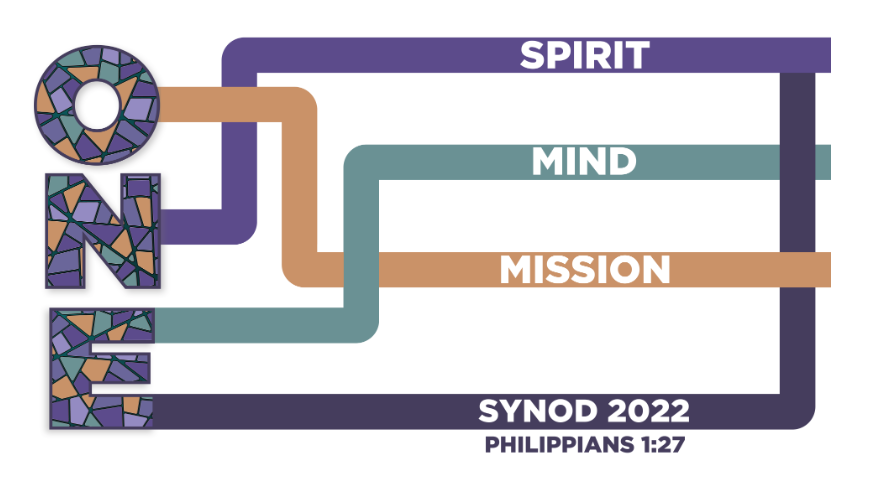 ONE
SPIRIT
MIND
MISSION
SYNOD 2022
PHILIPPIANS 1:27